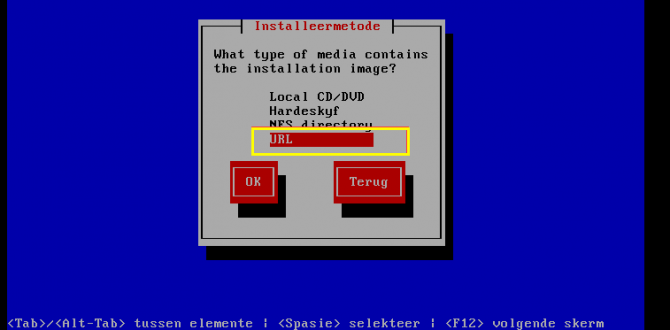 Installeermetode
What type of media contains
the installation image?
Local CD/DVD
Hardeskyf
NFS directory
URL
OK
Terug
<Tab>/<Alt-Tab> tussen elemente | <Spasie> selekteer | <F12> volgende skerm